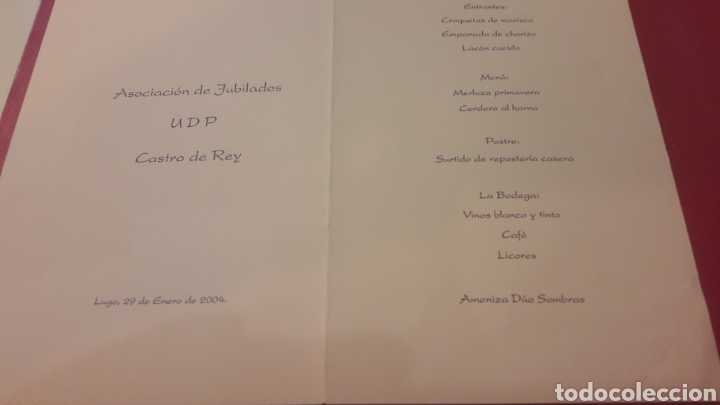 Asociación de Jubilados
U D P
Castro de Rey
Lugo, 29 de Enero de 2004.
Entrantes:
Croquetas de marisco
Empanada de chorizo
Lacón cocido
Menú:
Merluza primavera
Cordero al horno
Postre:
Surtido de repostería casera
La Bodega:
Vinos blanco y tinto
Café
Licores
Ameniza Dúo Sombras
todocoleccion.net